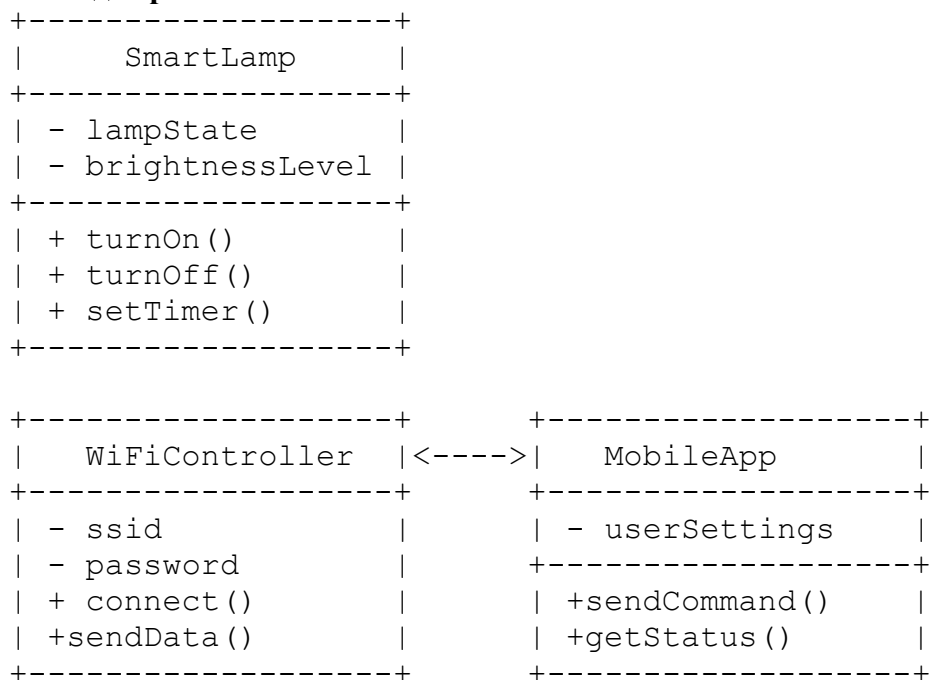 +-------------------+
|     SmartLamp     |
+-------------------+
| - lampState       |
| - brightnessLevel |
+-------------------+
| + turnOn()        |
| + turnOff()       |
| + setTimer()      |
+-------------------+
+-------------------+      +-------------------+
|   WiFiController  |<---->|   MobileApp       |
+-------------------+      +-------------------+
| - ssid            |      | - userSettings    |
| - password        |      +-------------------+
| + connect()       |      | +sendCommand()    |
| +sendData()       |      | +getStatus()      |
+-------------------+      +-------------------+